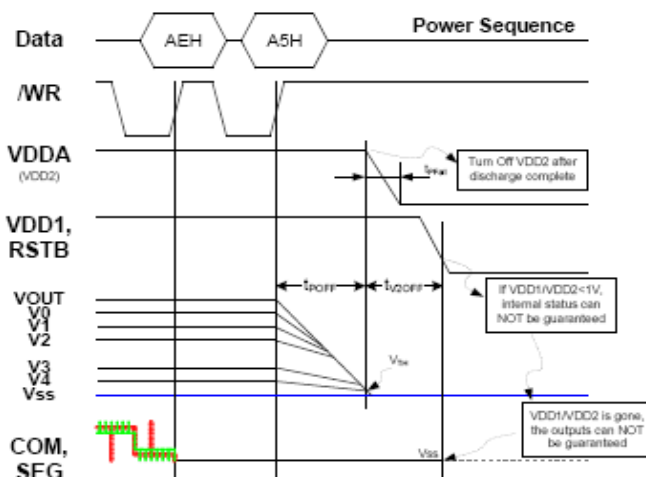 Power Sequence
Data
AEH
A5H
/WR
VDDA
(VDD2)
tPFall
Turn Off VDD2 after
discharge complete
VDD1,
RSTB
tPOFF
tV2OFF
VOUT
V0
V1
V2
V3
V4
Vss
If VDD1/VDD2<1V,
internal status can
NOT be guaranteed
VDD1/VDD2 is gone,
the outputs can NOT
be guaranteed
COM,
SEG
Vss